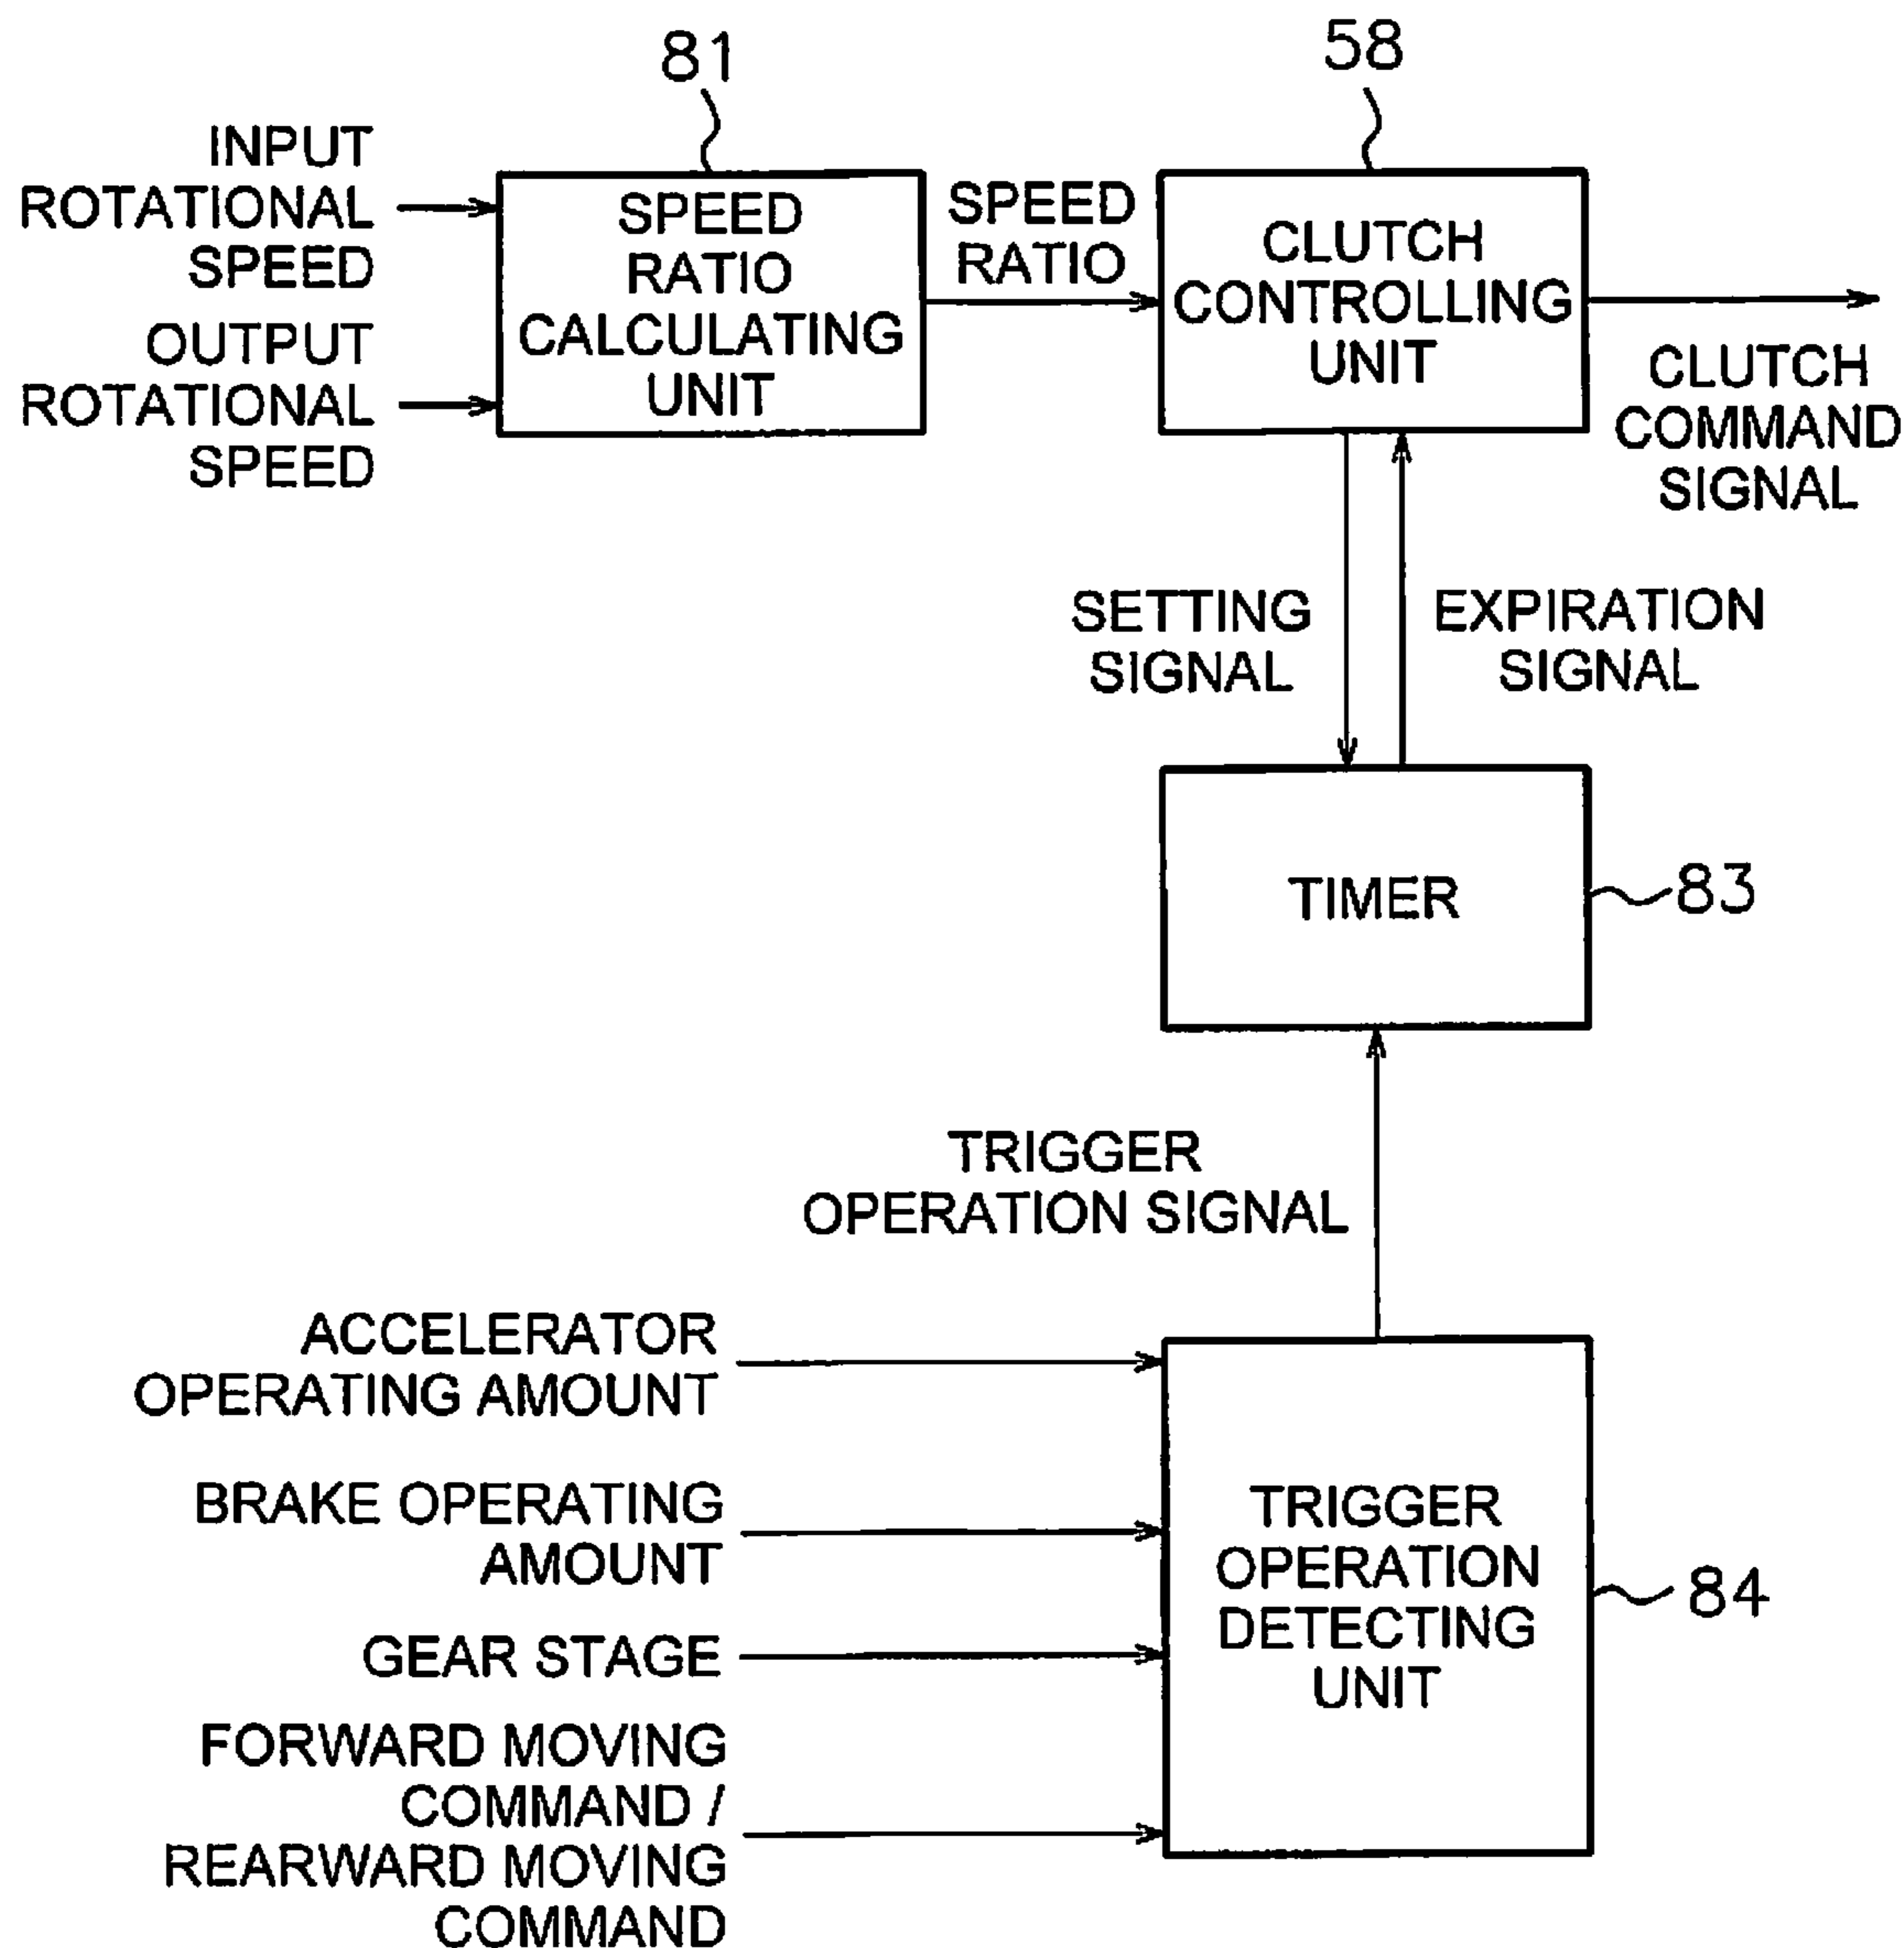 81
58
INPUT
ROTATIONAL
SPEED
OUTPUT
ROTATIONAL
SPEED
SPEED
RATIO
CALCULATING
UNIT
SPEED
RATIO
CLUTCH
CONTROLLING
UNIT
CLUTCH
COMMAND
SIGNAL
SETTING
SIGNAL
EXPIRATION
SIGNAL
TIMER
83
TRIGGER
OPERATION SIGNAL
ACCELERATOR
OPERATING AMOUNT
BRAKE OPERATING
AMOUNT
GEAR STAGE
FORWARD MOVING
COMMAND /
REARWARD MOVING
COMMAND
TRIGGER
OPERATION
DETECTING
UNIT
84